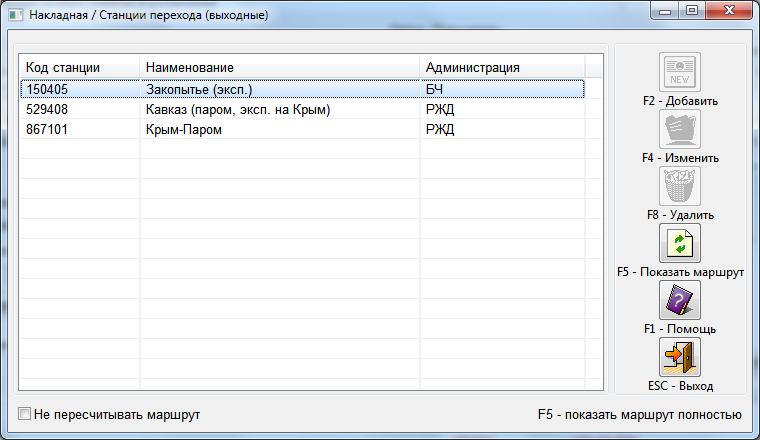 Накладная / Станции перехода (выходные)
Код станции Наименование Администрация
150405 Закопытье (эксп.) БЧ
529408 Кавказ (паром, эксп. на Крым) РЖД
867101 Крым-Паром РЖД
NEW
F2 - Добавить
F4 - Изменить
F8 - Удалить
F5 - Показать маршрут
F1 - Помощь
ESC - Выход
Не пересчитывать маршрут
F5 - показать маршрут полностью